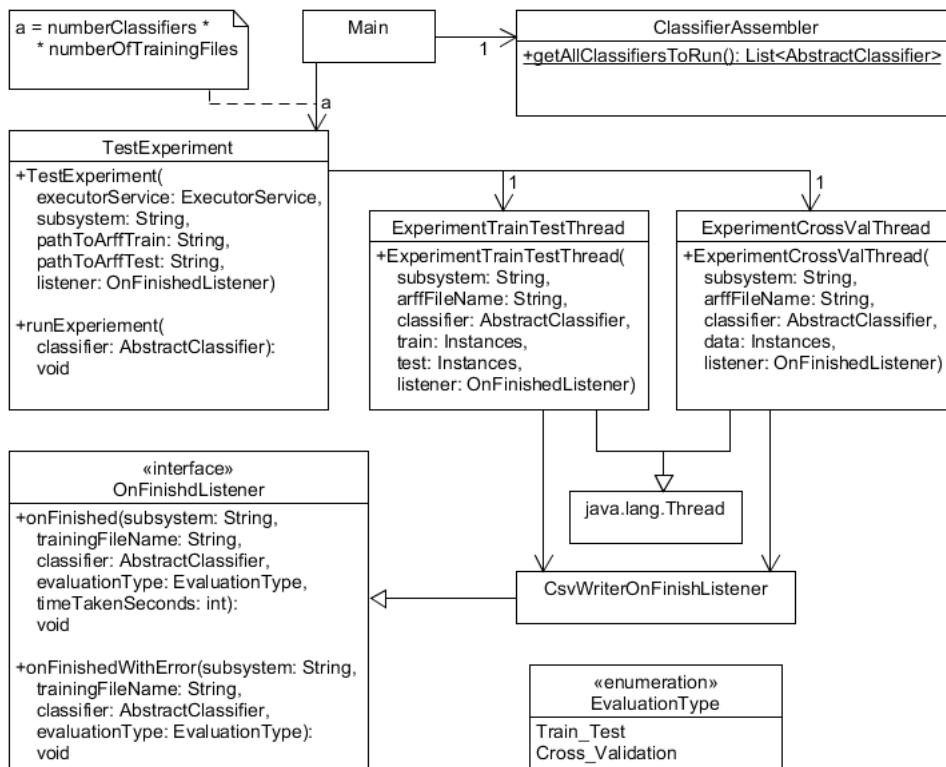 a = numberClassifiers *
* numberOfTrainingFiles
Main
1
ClassifierAssembler
+getAllClassifiersToRun(): List<AbstractClassifier>
a
TestExperiment
+TestExperiment(
executorService: ExecutorService,
subsystem: String,
pathToArffTrain: String,
pathToArffTest: String,
listener: OnFinishedListener)
+runExperiement(
classifier: AbstractClassifier):
void
1
1
ExperimentTrainTestThread
+ExperimentTrainTestThread(
subsystem: String,
arffFileName: String,
classifier: AbstractClassifier,
train: Instances,
test: Instances,
listener: OnFinishedListener)
ExperimentCrossValThread
+ExperimentCrossValThread(
subsystem: String,
arffFileName: String,
classifier: AbstractClassifier,
data: Instances,
listener: OnFinishedListener)
«interface»
OnFinishdListener
+onFinished(subsystem: String,
trainingFileName: String,
classifier: AbstractClassifier,
evaluationType: EvaluationType,
timeTakenSeconds: int):
void
+onFinishedWithError(subsystem: String,
trainingFileName: String,
classifier: AbstractClassifier,
evaluationType: EvaluationType):
void
java.lang.Thread
CsvWriterOnFinishListener
«enumeration»
EvaluationType
Train_Test
Cross_Validation